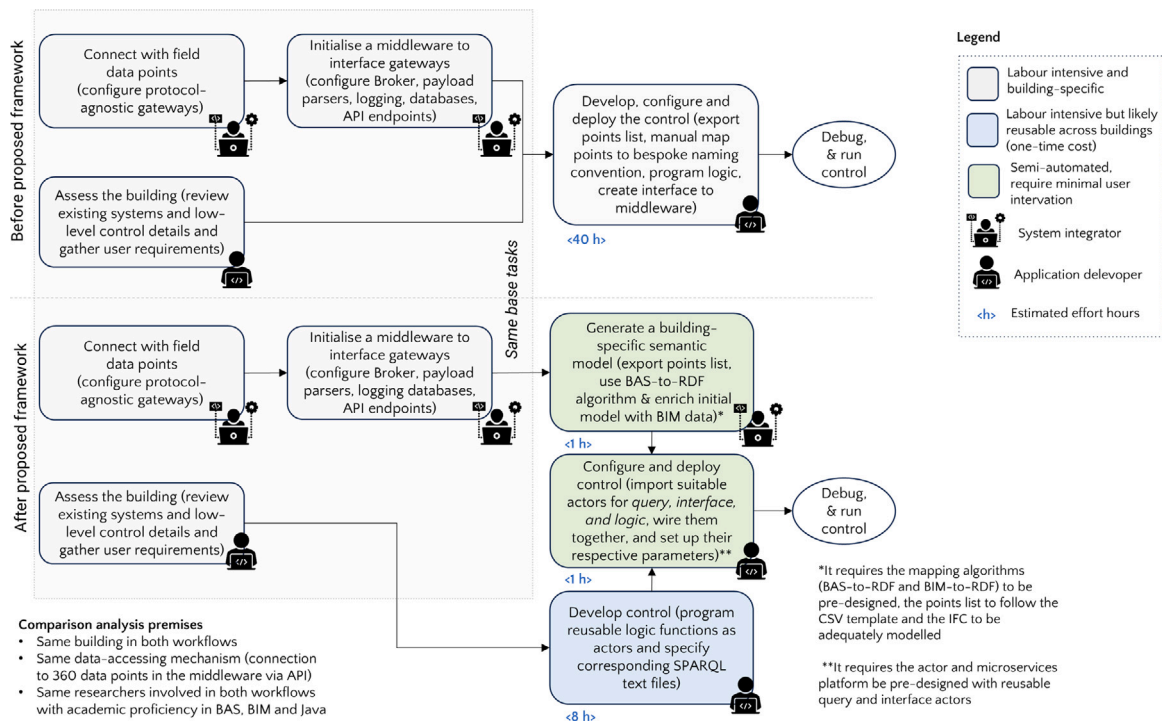 Before proposed framework
Connect with field
data points
(configure protocol-
agnostic gateways)
Initialise a middleware to
interface gateways
(configure Broker, payload
parsers, logging, databases,
API endpoints)
Assess the building (review
existing systems and low-
level control details and
gather user requirements)
Develop, configure and
deploy the control (export
points list, manual map
points to bespoke naming
convention, program logic,
create interface to
middleware)
<40 h>
Debug,
& run
control
Same base tasks
After proposed framework
Connect with field
data points
(configure protocol-
agnostic gateways)
Initialise a middleware to
interface gateways
(configure Broker, payload
parsers, logging databases,
API endpoints)
Assess the building (review
existing systems and low-
level control details and
gather user requirements)
Generate a building-
specific semantic
model (export points list,
use BAS-to-RDF
algorithm & enrich initial
model with BIM data)*
<1 h>
Configure and deploy
control (import suitable
actors for query, interface,
and logic, wire them
together, and set up their
respective parameters)**
<1 h>
Develop control (program
reusable logic functions as
actors and specify
corresponding SPARQL
text files)
<8 h>
Debug,
& run
control
Legend
Labour intensive and
building-specific
Labour intensive but likely
reusable across buildings
(one-time cost)
Semi-automated,
require minimal user
intervation
System integrator
Application delevoper
<h> Estimated effort hours
*It requires the mapping algorithms
(BAS-to-RDF and BIM-to-RDF) to be
pre-designed, the points list to follow the
CSV template and the IFC to be
adequately modelled
**It requires the actor and microservices
platform be pre-designed with reusable
query and interface actors
Comparison analysis premises
• Same building in both workflows
• Same data-accessing mechanism (connection
to 360 data points in the middleware via API)
• Same researchers involved in both workflows
with academic proficiency in BAS, BIM and Java